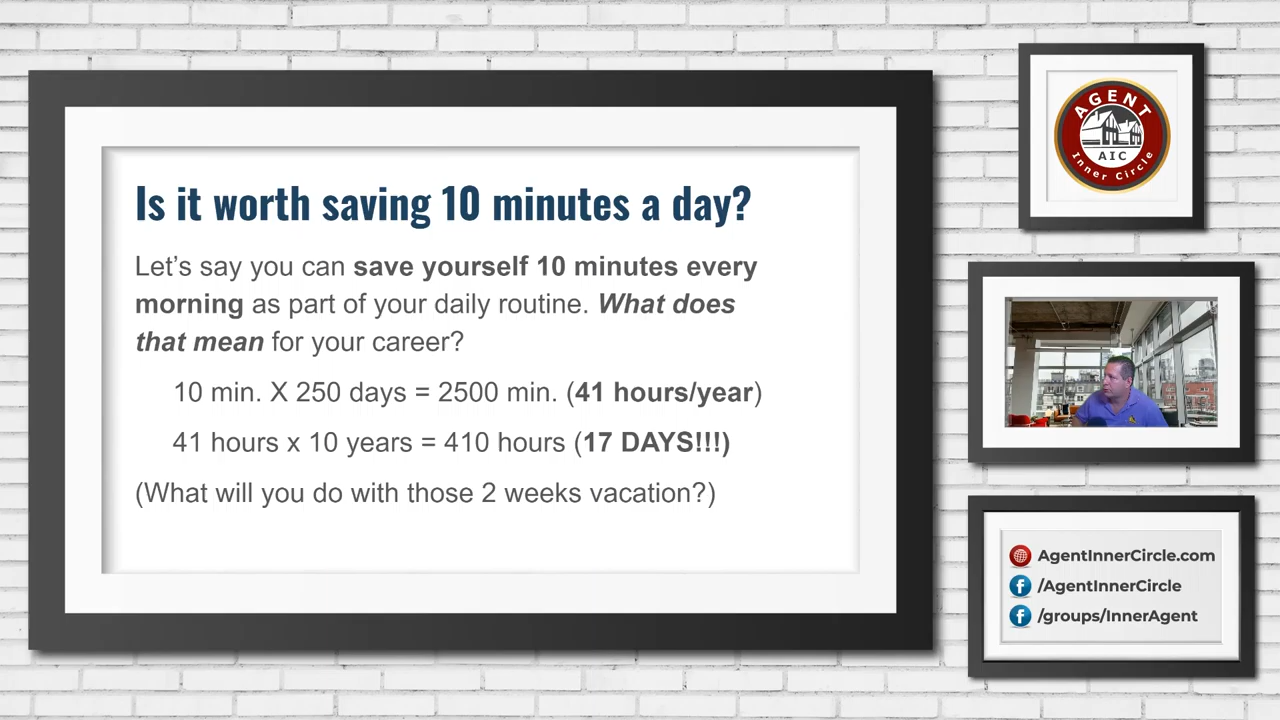 Is it worth saving 10 minutes a day?
Let’s say you can save yourself 10 minutes every
morning as part of your daily routine. What does
that mean for your career?
10 min. X 250 days = 2500 min. (41 hours/year)
41 hours x 10 years = 410 hours (17 DAYS!!!)
(What will you do with those 2 weeks vacation?)
AGENT
AIC
Inner Circle
AgentInnerCircle.com
/AgentInnerCircle
/groups/InnerAgent